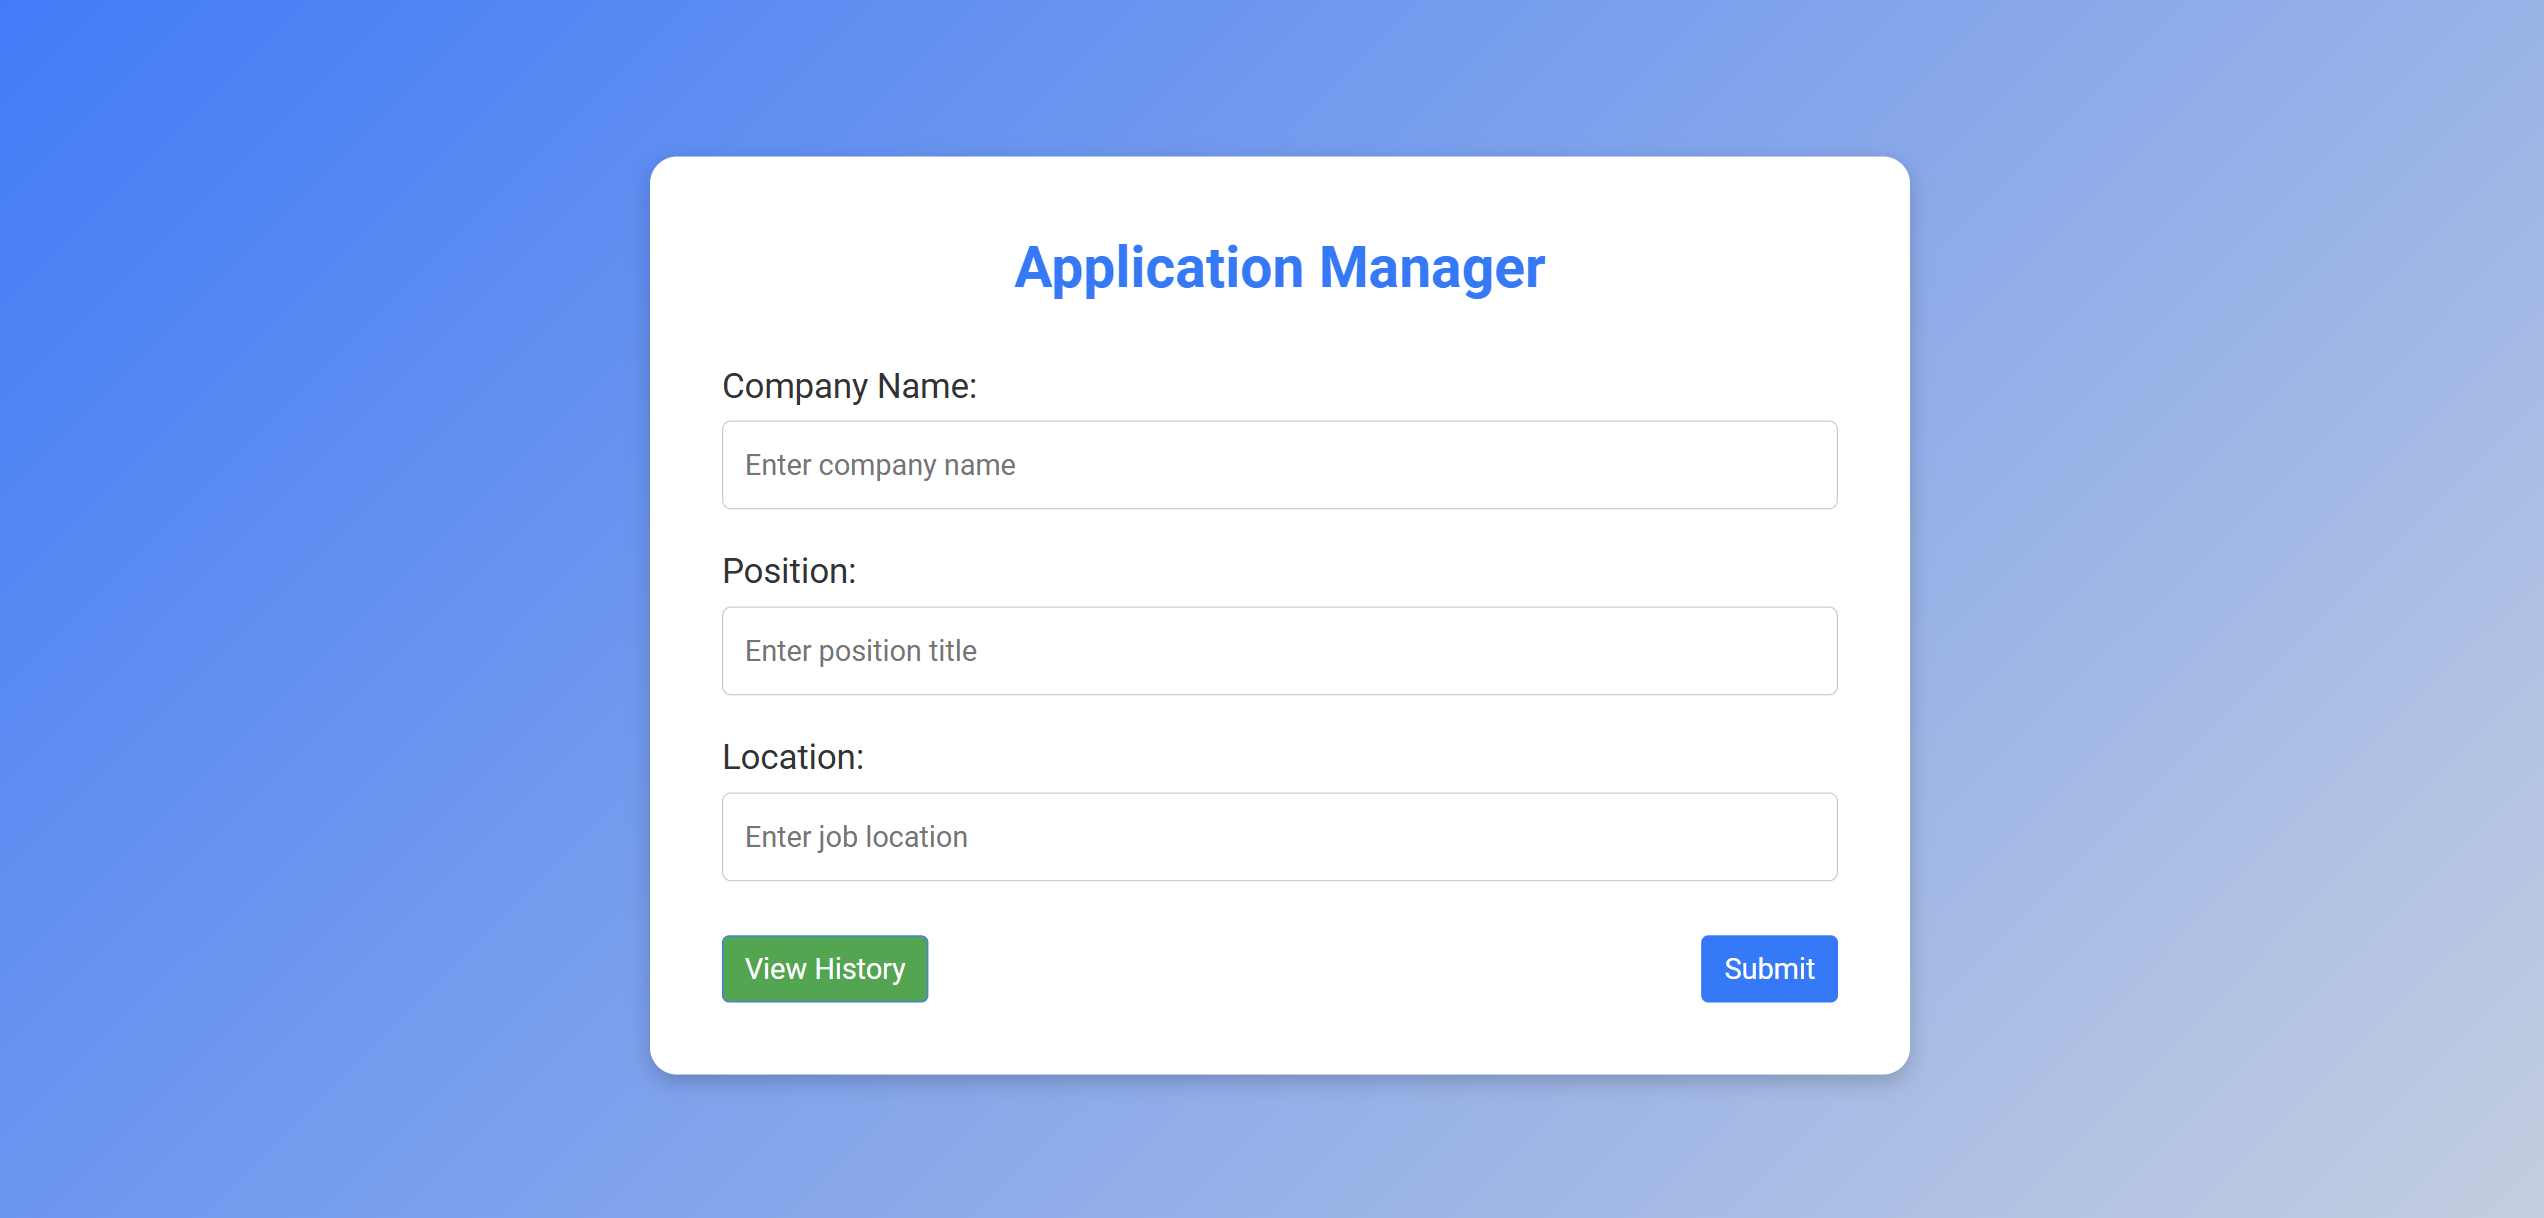 Application Manager
Company Name:
Enter company name
Position:
Enter position title
Location:
Enter job location
View History
Submit